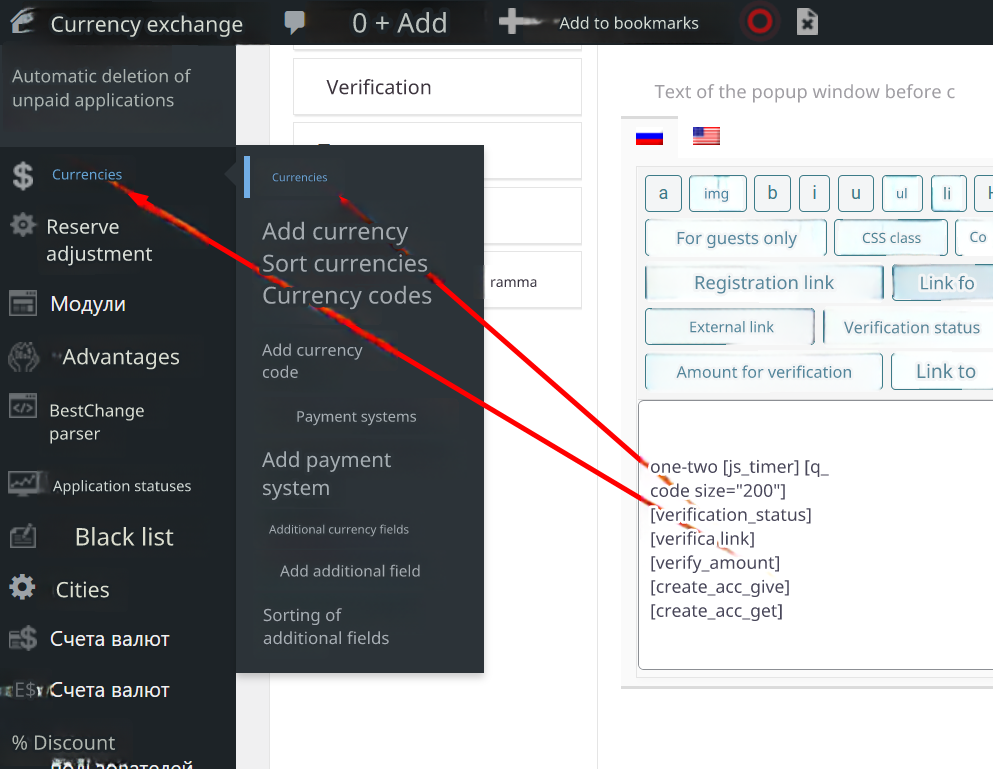 Currency exchange
0 + Add
Add to bookmarks
Automatic deletion of
unpaid applications
Currencies
Reserve
adjustment
Модули
Advantages
BestChange
parser
Application statuses
Black list
Cities
Счета валют
Счета валют
% Discount
Currencies
Add currency
Sort currencies
Currency codes
Add currency
code
Payment systems
Add payment
system
Additional currency fields
Add additional field
Sorting of
additional fields
Verification
ramma
Text of the popup window before c
a img b i u ul li H
For guests only CSS class Co
Registration link Link fo
External link Verification status
Amount for verification Link to
one-two [js_timer] [q_
code size="200"]
[verification_status]
[verifica link]
[verify_amount]
[create_acc_give]
[create_acc_get]